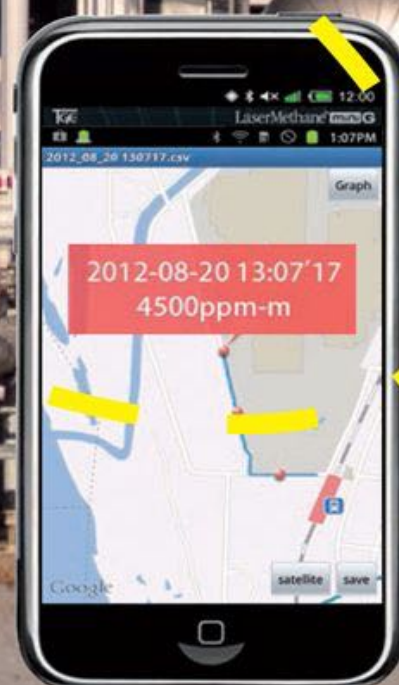 12:00
TGE LaserMethane mini G
1:07PM
2012_08_20 130717.csv
Graph
2012-08-20 13:07'17
4500ppm-m
Google
satellite save